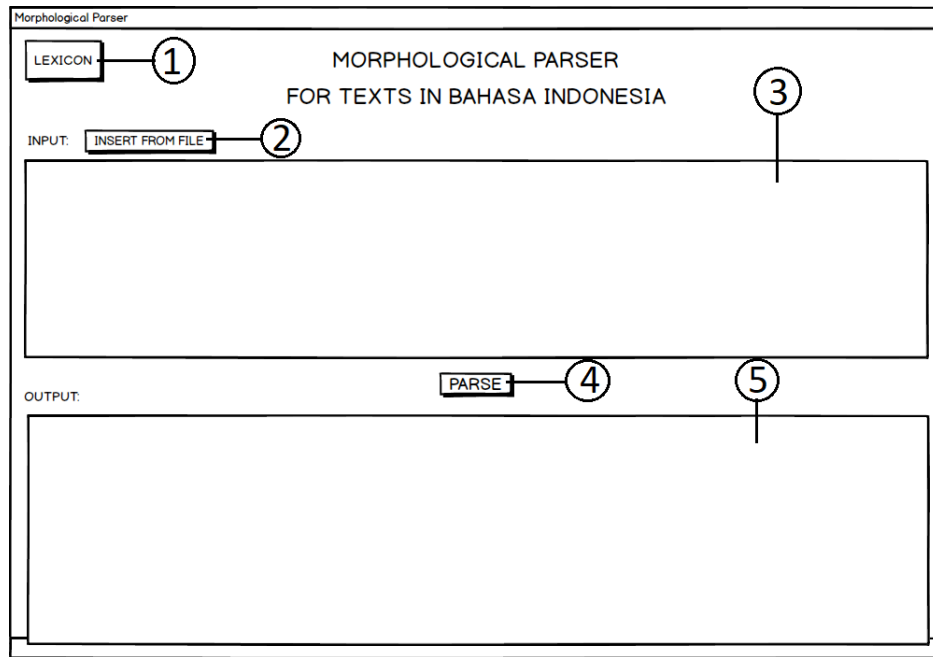 Morphological Parser
LEXICON
1
MORPHOLOGICAL PARSER
FOR TEXTS IN BAHASA INDONESIA
3
INPUT:
INSERT FROM FILE
2
PARSE
4
5
OUTPUT: